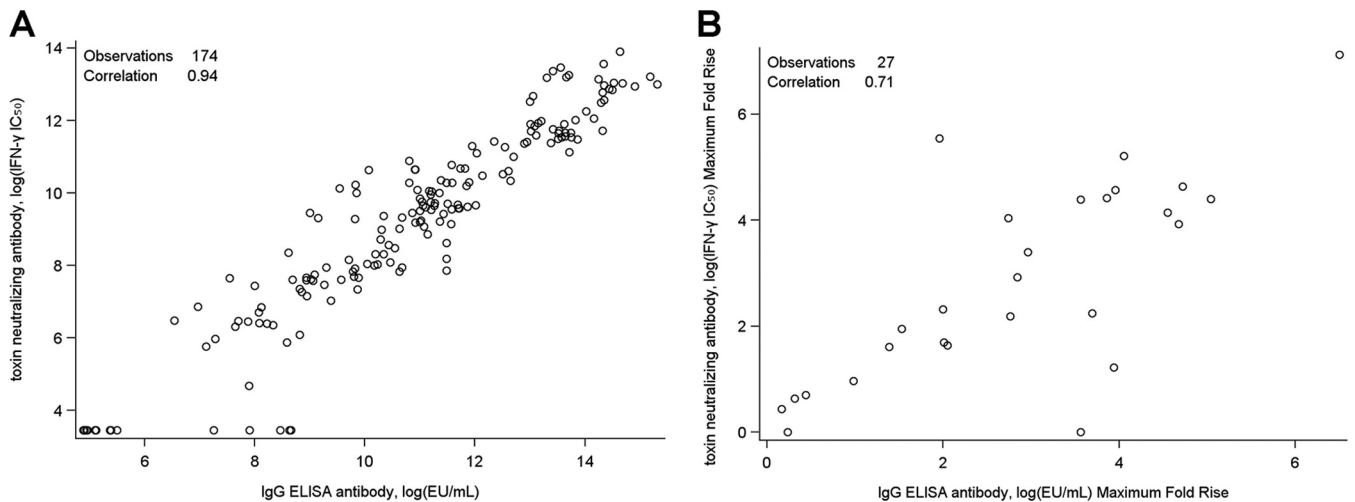 A
Observations 174
Correlation 0.94
toxin neutralizing antibody, log(IFN-γ IC₅₀)
14
12
10
8
6
4
6 8 10 12 14
IgG ELISA antibody, log(EU/mL)
B
Observations 27
Correlation 0.71
toxin neutralizing antibody, log(IFN-γ IC₅₀) Maximum Fold Rise
6
4
2
0
0 2 4 6
IgG ELISA antibody, log(EU/mL) Maximum Fold Rise